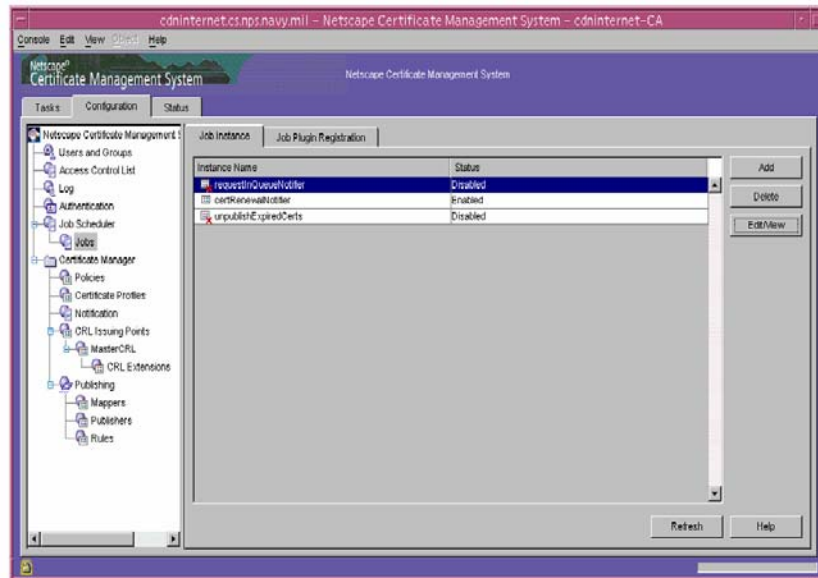 cdninternet.cs.nps.navy.mil - Netscape Certificate Management System - cdninternet-CA
Console Edit View Object Help
Netscape®
Certificate Management System
Netscape Certificate Management System
Tasks Configuration Status
Netscape Certificate Management S
Users and Groups
Access Control List
Log
Authentication
Job Scheduler
Jobs
Certificate Manager
Policies
Certificate Profiles
Notification
CRL Issuing Points
MasterCRL
CRL Extensions
Publishing
Mappers
Publishers
Rules
Job Instance Job Plugin Registration
Instance Name Status
requestInQueueNotifier Disabled
certRenewalNotifier Enabled
unpublishExpiredCerts Disabled
Add
Delete
Edit/View
Refresh Help